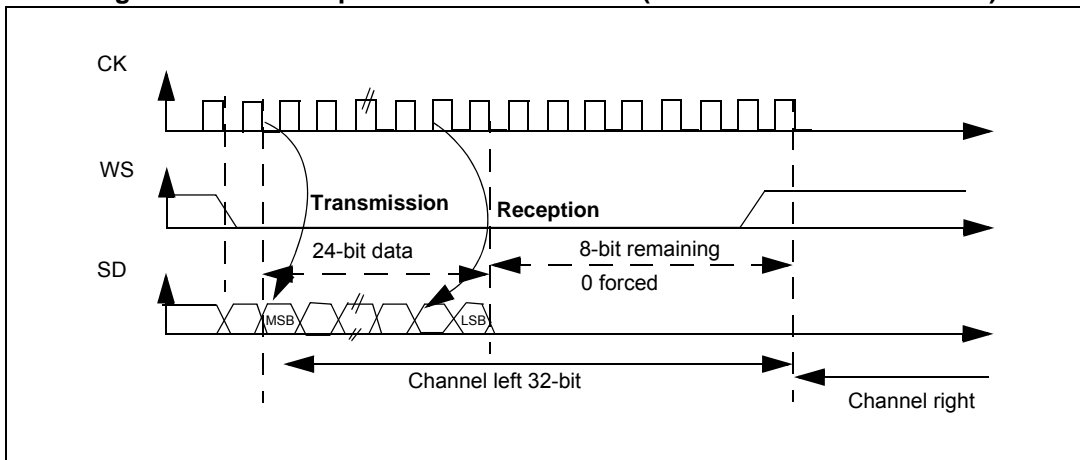 CK
WS
Transmission
Reception
24-bit data
8-bit remaining
SD
0 forced
MSB
LSB
Channel left 32-bit
Channel right